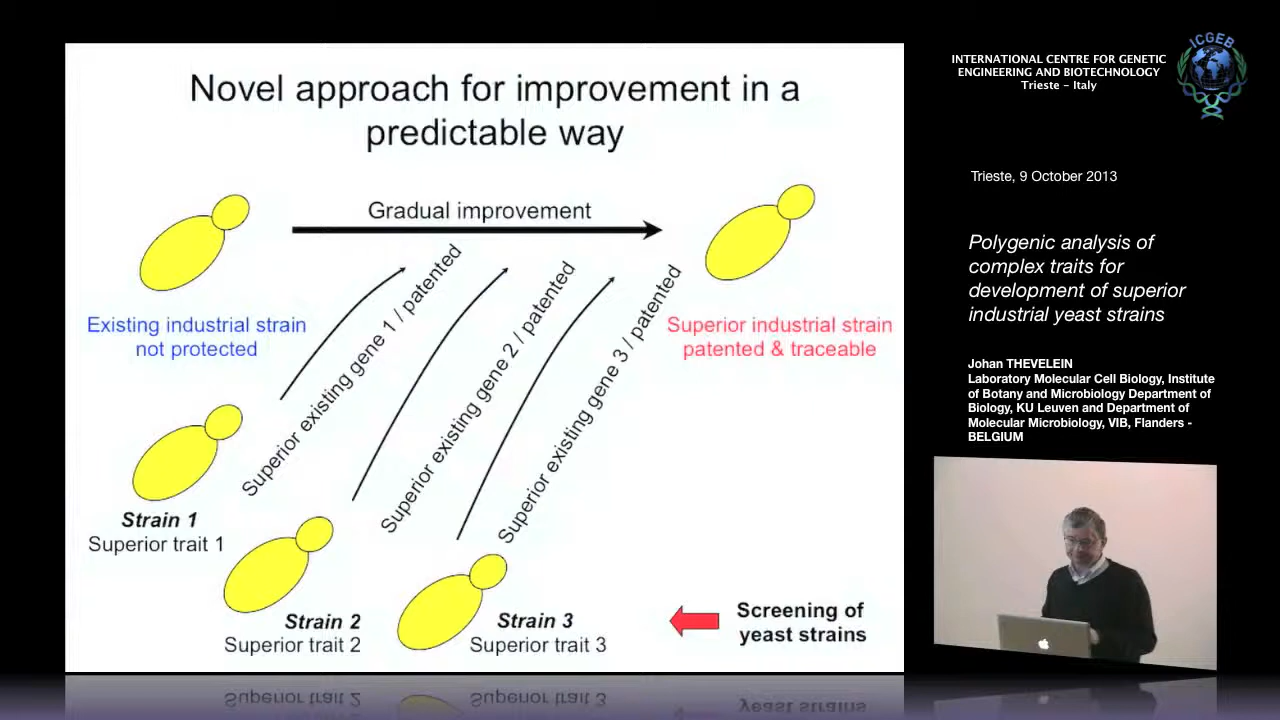 Novel approach for improvement in a
predictable way
Gradual improvement
Existing industrial strain
not protected
Superior existing gene 1 / patented
Superior existing gene 2 / patented
Superior existing gene 3 / patented
Superior industrial strain
patented & traceable
Strain 1
Superior trait 1
Strain 2
Superior trait 2
Strain 3
Superior trait 3
Screening of
yeast strains
INTERNATIONAL CENTRE FOR GENETIC
ENGINEERING AND BIOTECHNOLOGY
Trieste - Italy
ICGEB
Trieste, 9 October 2013
Polygenic analysis of
complex traits for
development of superior
industrial yeast strains
Johan THEVELEIN
Laboratory Molecular Cell Biology, Institute
of Botany and Microbiology Department of
Biology, KU Leuven and Department of
Molecular Microbiology, VIB, Flanders -
BELGIUM